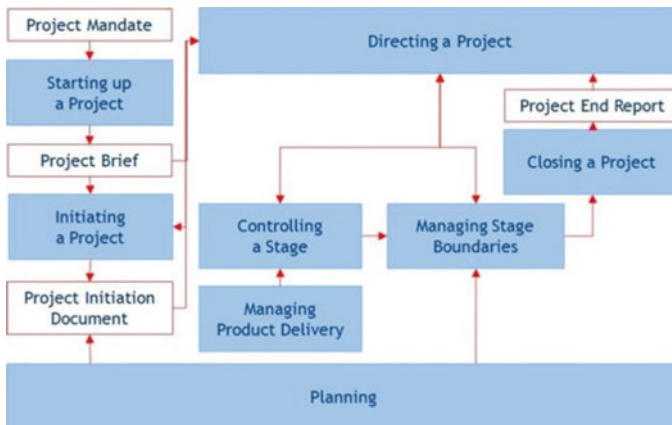 Project Mandate
Directing a Project
Starting up
a Project
Project End Report
Project Brief
Closing a Project
Initiating
a Project
Controlling
a Stage
Managing Stage
Boundaries
Project Initiation
Document
Managing
Product Delivery
Planning